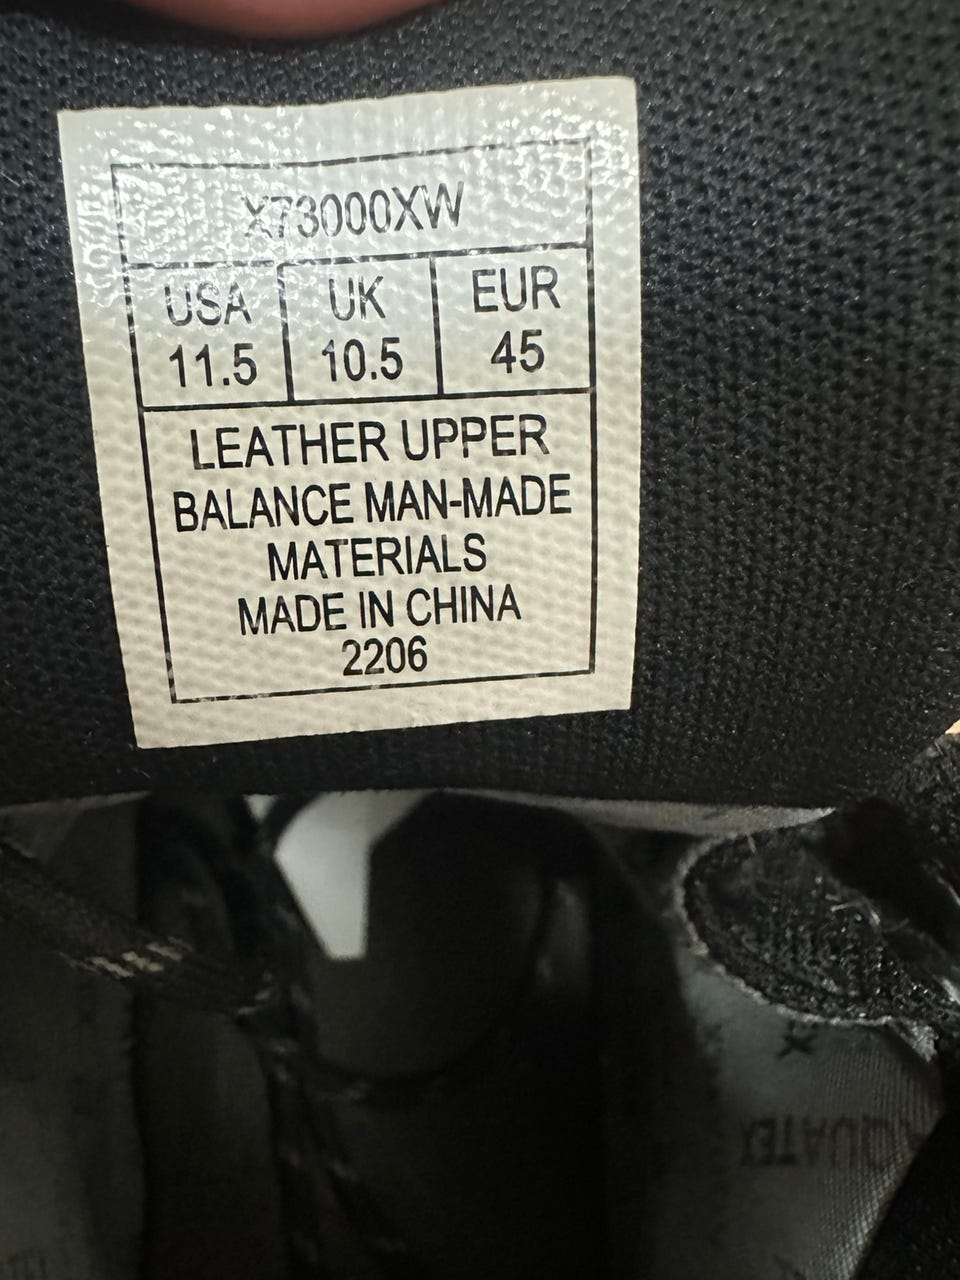 X73000XW
USA UK EUR
11.5 10.5 45
LEATHER UPPER
BALANCE MAN-MADE
MATERIALS
MADE IN CHINA
2206